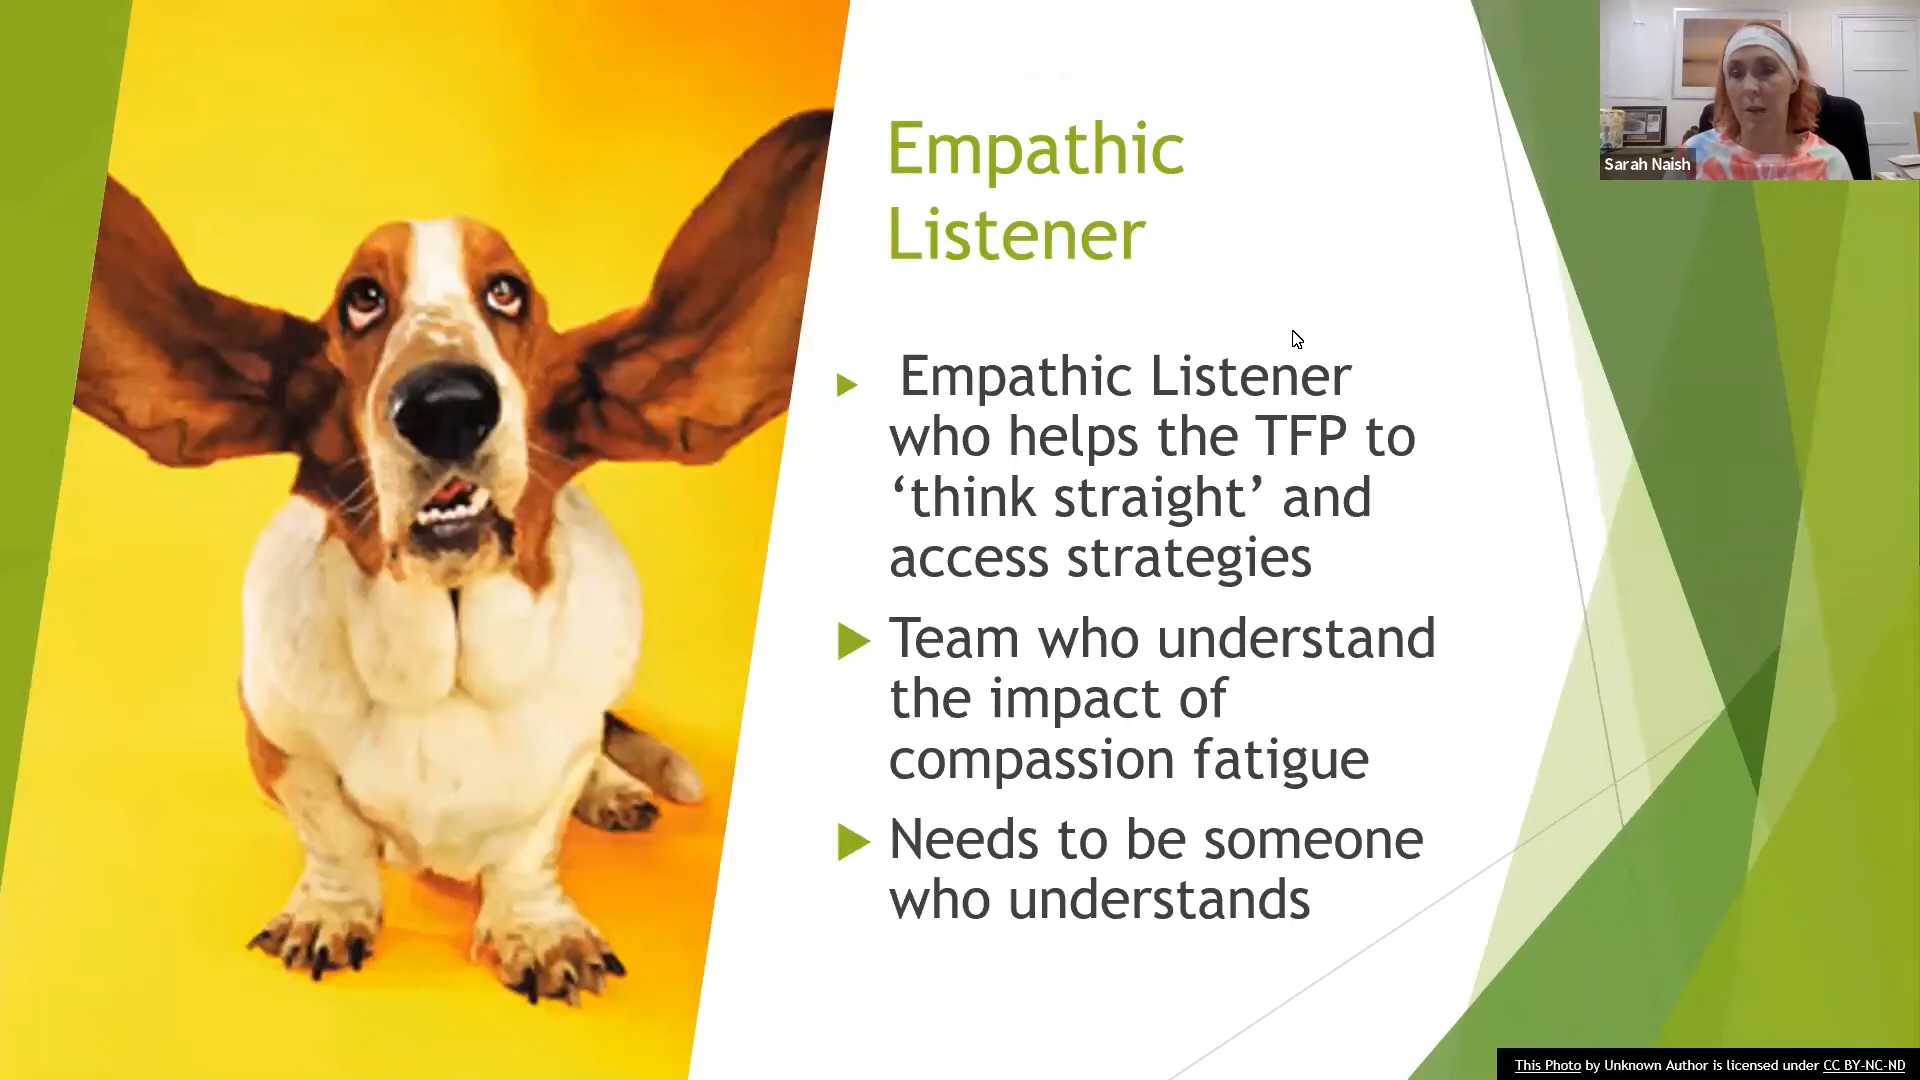 Empathic
Listener
Empathic Listener
who helps the TFP to
‘think straight’ and
access strategies
Team who understand
the impact of
compassion fatigue
Needs to be someone
who understands
Sarah Naish
This Photo by Unknown Author is licensed under CC BY-NC-ND